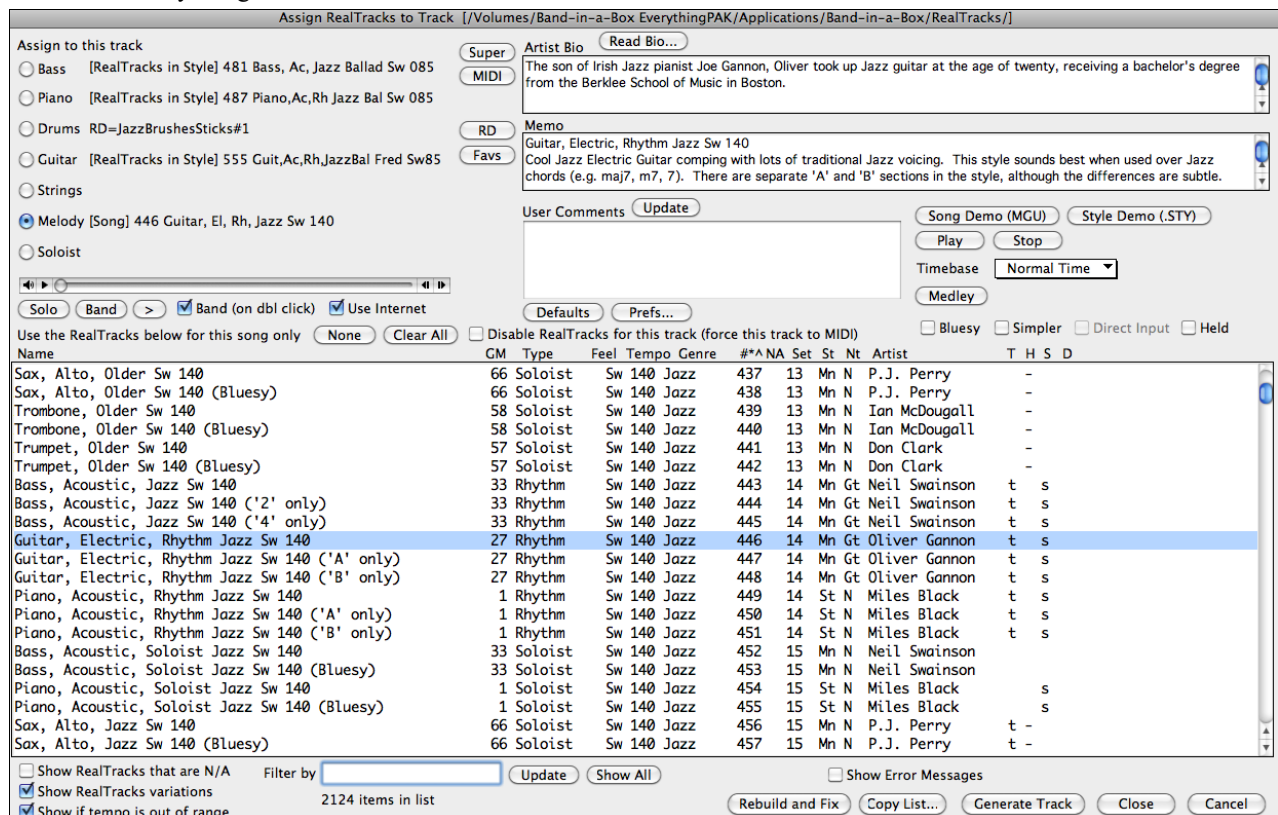 Assign RealTracks to Track [/Volumes/Band-in-a-Box EverythingPAK/Applications/Band-in-a-Box/RealTracks/]
Assign to this track
Bass [RealTracks in Style] 481 Bass, Ac, Jazz Ballad Sw 085
Piano [RealTracks in Style] 487 Piano,Ac,Rh Jazz Bal Sw 085
Drums RD=JazzBrushesSticks#1
Guitar [RealTracks in Style] 555 Guit,Ac,Rh,JazzBal Fred Sw85
Strings
Melody [Song] 446 Guitar, El, Rh, Jazz Sw 140
Soloist
Super
MIDI
RD
Favs
Artist Bio Read Bio...
The son of Irish Jazz pianist Joe Gannon, Oliver took up Jazz guitar at the age of twenty, receiving a bachelor's degree
from the Berklee School of Music in Boston.
Memo
Guitar, Electric, Rhythm Jazz Sw 140
Cool Jazz Electric Guitar comping with lots of traditional Jazz voicing. This style sounds best when used over Jazz
chords (e.g. maj7, m7, 7). There are separate 'A' and 'B' sections in the style, although the differences are subtle.
User Comments Update
Song Demo (MGU) Style Demo (.STY)
Play Stop
Timebase Normal Time
Medley
Solo Band > Band (on dbl click) Use Internet
Defaults Prefs...
Bluesy Simpler Direct Input Held
Use the RealTracks below for this song only None Clear All Disable RealTracks for this track (force this track to MIDI)
Name GM Type Feel Tempo Genre #*^ NA Set St Nt Artist T H S D
Sax, Alto, Older Sw 140 66 Soloist Sw 140 Jazz 437 13 Mn N P.J. Perry -
Sax, Alto, Older Sw 140 (Bluesy) 66 Soloist Sw 140 Jazz 438 13 Mn N P.J. Perry -
Trombone, Older Sw 140 58 Soloist Sw 140 Jazz 439 13 Mn N Ian McDougall -
Trombone, Older Sw 140 (Bluesy) 58 Soloist Sw 140 Jazz 440 13 Mn N Ian McDougall -
Trumpet, Older Sw 140 57 Soloist Sw 140 Jazz 441 13 Mn N Don Clark -
Trumpet, Older Sw 140 (Bluesy) 57 Soloist Sw 140 Jazz 442 13 Mn N Don Clark -
Bass, Acoustic, Jazz Sw 140 33 Rhythm Sw 140 Jazz 443 14 Mn Gt Neil Swainson t s
Bass, Acoustic, Jazz Sw 140 ('2' only) 33 Rhythm Sw 140 Jazz 444 14 Mn Gt Neil Swainson t s
Bass, Acoustic, Jazz Sw 140 ('4' only) 33 Rhythm Sw 140 Jazz 445 14 Mn Gt Neil Swainson t s
Guitar, Electric, Rhythm Jazz Sw 140 27 Rhythm Sw 140 Jazz 446 14 Mn Gt Oliver Gannon t s
Guitar, Electric, Rhythm Jazz Sw 140 ('A' only) 27 Rhythm Sw 140 Jazz 447 14 Mn Gt Oliver Gannon t s
Guitar, Electric, Rhythm Jazz Sw 140 ('B' only) 27 Rhythm Sw 140 Jazz 448 14 Mn Gt Oliver Gannon t s
Piano, Acoustic, Rhythm Jazz Sw 140 1 Rhythm Sw 140 Jazz 449 14 St N Miles Black t s
Piano, Acoustic, Rhythm Jazz Sw 140 ('A' only) 1 Rhythm Sw 140 Jazz 450 14 St N Miles Black t s
Piano, Acoustic, Rhythm Jazz Sw 140 ('B' only) 1 Rhythm Sw 140 Jazz 451 14 St N Miles Black t s
Bass, Acoustic, Soloist Jazz Sw 140 33 Soloist Sw 140 Jazz 452 15 Mn N Neil Swainson
Bass, Acoustic, Soloist Jazz Sw 140 (Bluesy) 33 Soloist Sw 140 Jazz 453 15 Mn N Neil Swainson
Piano, Acoustic, Soloist Jazz Sw 140 1 Soloist Sw 140 Jazz 454 15 St N Miles Black s
Piano, Acoustic, Soloist Jazz Sw 140 (Bluesy) 1 Soloist Sw 140 Jazz 455 15 St N Miles Black s
Sax, Alto, Jazz Sw 140 66 Soloist Sw 140 Jazz 456 15 Mn N P.J. Perry t -
Sax, Alto, Jazz Sw 140 (Bluesy) 66 Soloist Sw 140 Jazz 457 15 Mn N P.J. Perry t -
Show RealTracks that are N/A Filter by Update Show All Show Error Messages
Show RealTracks variations
2124 items in list
Show if tempo is out of range
Rebuild and Fix Copy List... Generate Track Close Cancel